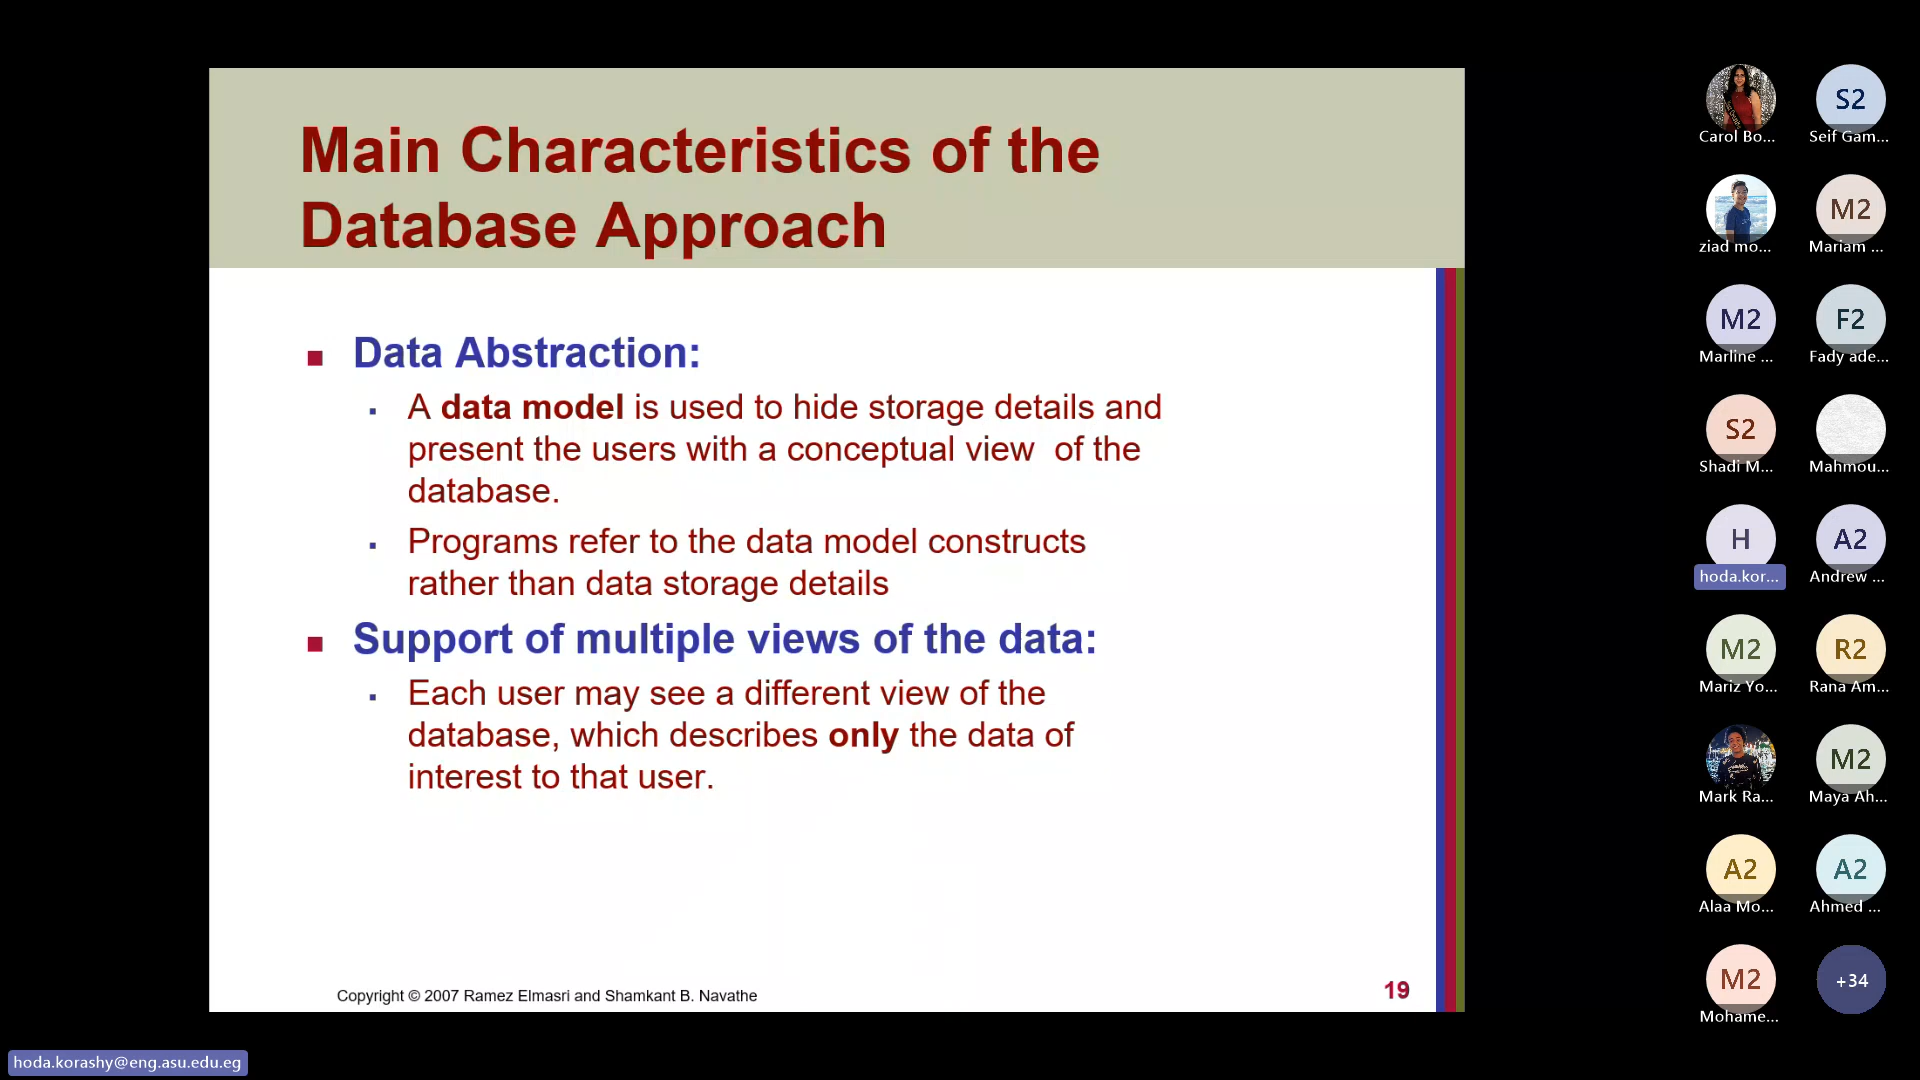 Main Characteristics of the
Database Approach
Data Abstraction:
A data model is used to hide storage details and
present the users with a conceptual view of the
database.
Programs refer to the data model constructs
rather than data storage details
Support of multiple views of the data:
Each user may see a different view of the
database, which describes only the data of
interest to that user.
Copyright © 2007 Ramez Elmasri and Shamkant B. Navathe
19
hoda.korashy@eng.asu.edu.eg
Carol Bo...
S2
Seif Gam...
ziad mo...
M2
Mariam ...
M2
Marline ...
F2
Fady ade...
S2
Shadi M...
Mahmou...
H
hoda.kor...
A2
Andrew ...
M2
Mariz Yo...
R2
Rana Am...
Mark Ra...
M2
Maya Ah...
A2
Alaa Mo...
A2
Ahmed ...
M2
Mohame...
+34